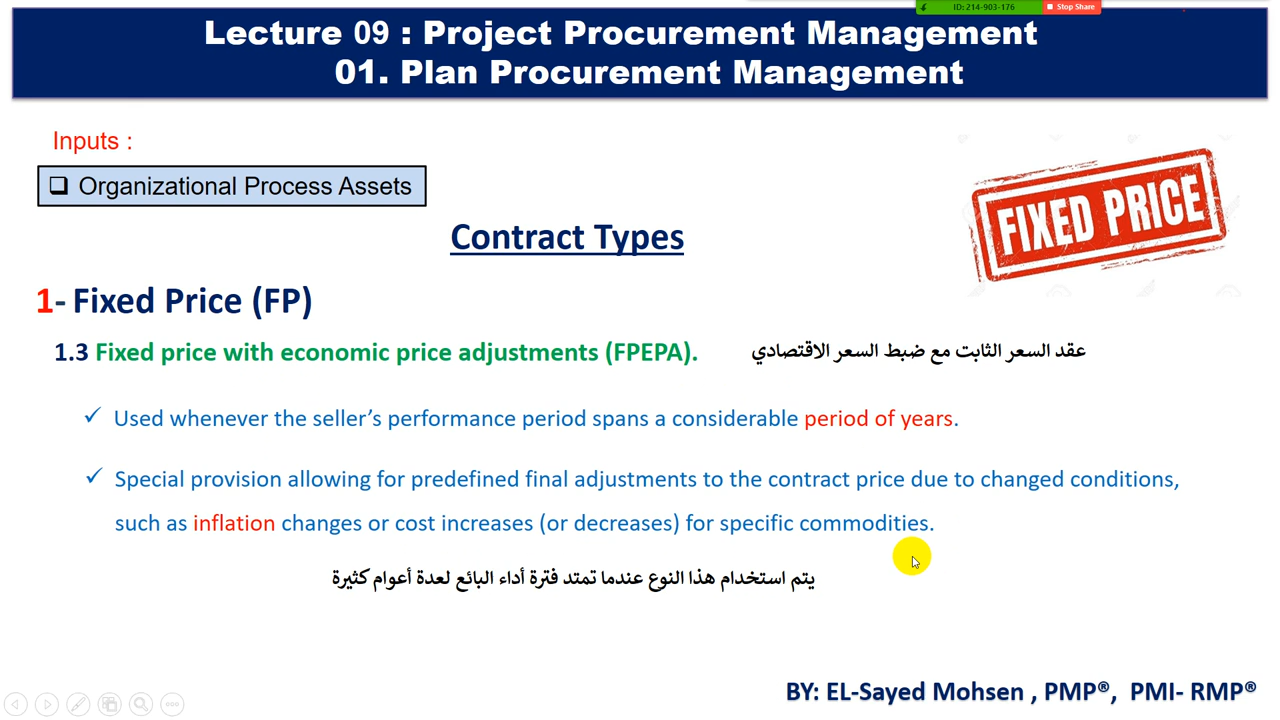 ID: 214-903-176 Stop Share
Lecture 09 : Project Procurement Management
01. Plan Procurement Management
Inputs :
❑ Organizational Process Assets
FIXED PRICE
Contract Types
1- Fixed Price (FP)
1.3 Fixed price with economic price adjustments (FPEPA). عقد السعر الثابت مع ضبط السعر الاقتصادي
✓ Used whenever the seller’s performance period spans a considerable period of years.
✓ Special provision allowing for predefined final adjustments to the contract price due to changed conditions,
such as inflation changes or cost increases (or decreases) for specific commodities.
يتم استخدام هذا النوع عندما تمتد فترة أداء البائع لعدة أعوام كثيرة
BY: EL-Sayed Mohsen , PMP®, PMI- RMP®